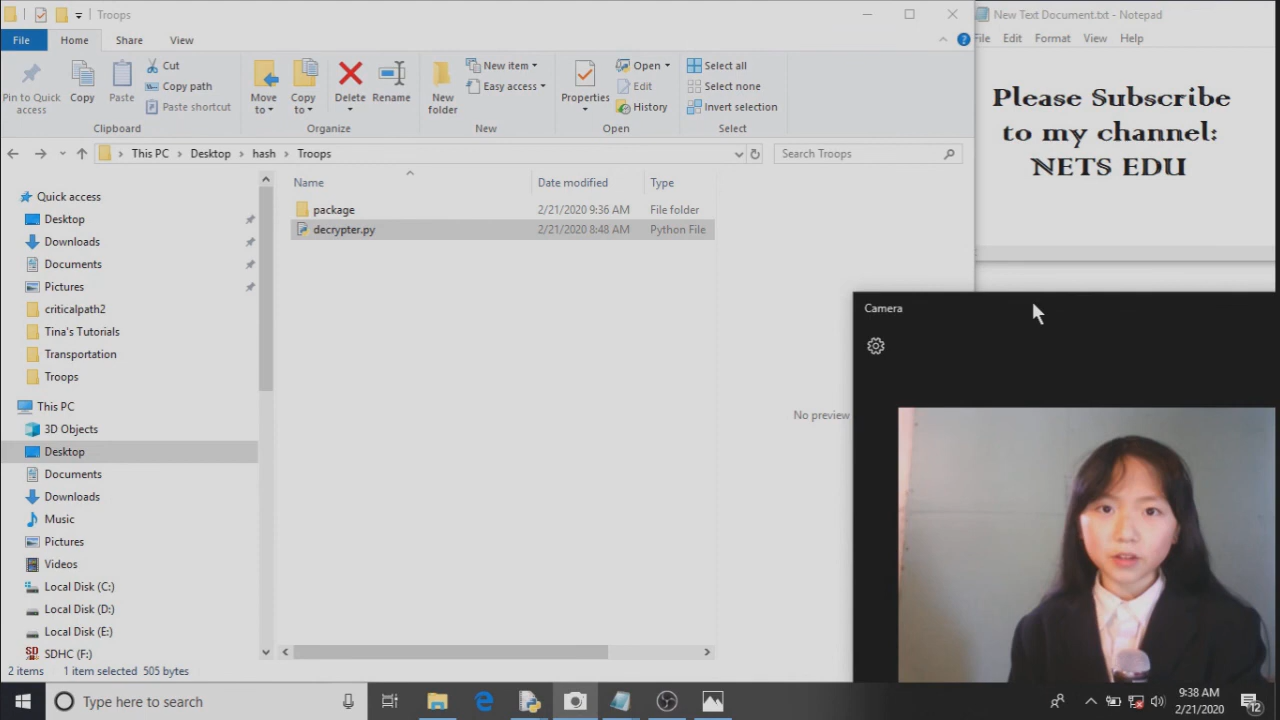 Troops
File
Home
Share
View
Pin to Quick
access
Copy
Paste
Cut
Copy path
Paste shortcut
Clipboard
Move
to
Copy
to
Delete
Rename
Organize
New
folder
New item
Easy access
New
Properties
Open
Edit
History
Open
Select all
Select none
Invert selection
Select
This PC
Desktop
hash
Troops
Search Troops
Name
Date modified
Type
package
2/21/2020 9:36 AM
File folder
decrypter.py
2/21/2020 8:48 AM
Python File
Quick access
Desktop
Downloads
Documents
Pictures
criticalpath2
Tina's Tutorials
Transportation
Troops
This PC
3D Objects
Desktop
Documents
Downloads
Music
Pictures
Videos
Local Disk (C:)
Local Disk (D:)
Local Disk (E:)
SDHC (F:)
No preview
2 items
1 item selected 505 bytes
New Text Document.txt - Notepad
File Edit Format View Help
Please Subscribe
to my channel:
NETS EDU
Camera
Type here to search
9:38 AM
2/21/2020
12